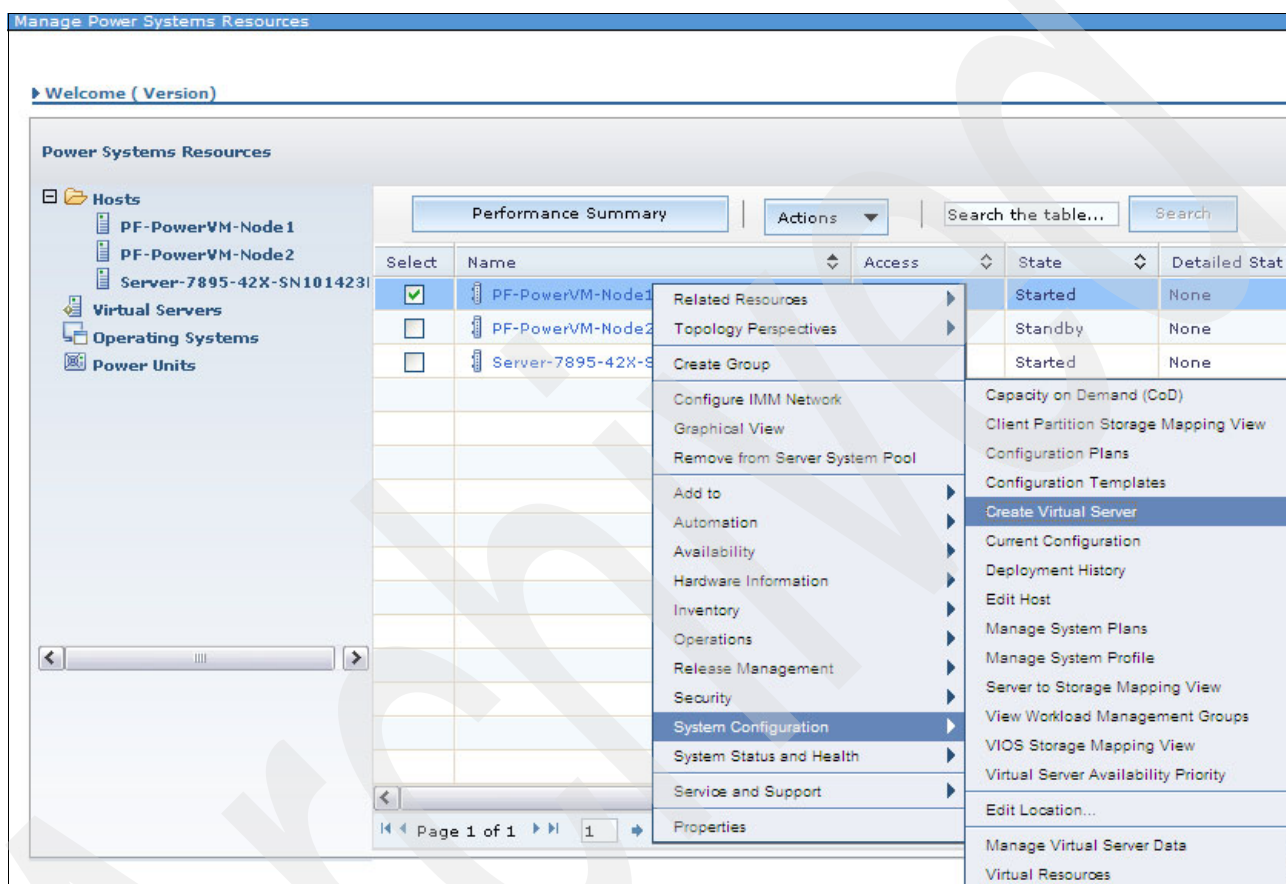 Manage Power Systems Resources
Welcome ( Version)
Power Systems Resources
Hosts
PF-PowerVM-Node1
PF-PowerVM-Node2
Server-7895-42X-SN101423
Virtual Servers
Operating Systems
Power Units
Performance Summary
Actions
Search the table...
Search
Select Name Access State Detailed Stat
PF-PowerVM-Node1 Started None
PF-PowerVM-Node2 Standby None
Server-7895-42X-S Started None
Related Resources
Topology Perspectives
Create Group
Configure IMM Network
Graphical View
Remove from Server System Pool
Add to
Automation
Availability
Hardware Information
Inventory
Operations
Release Management
Security
System Configuration
System Status and Health
Service and Support
Properties
Capacity on Demand (CoD)
Client Partition Storage Mapping View
Configuration Plans
Configuration Templates
Create Virtual Server
Current Configuration
Deployment History
Edit Host
Manage System Plans
Manage System Profile
Server to Storage Mapping View
View Workload Management Groups
VIOS Storage Mapping View
Virtual Server Availability Priority
Edit Location...
Manage Virtual Server Data
Virtual Resources
Page 1 of 1 1